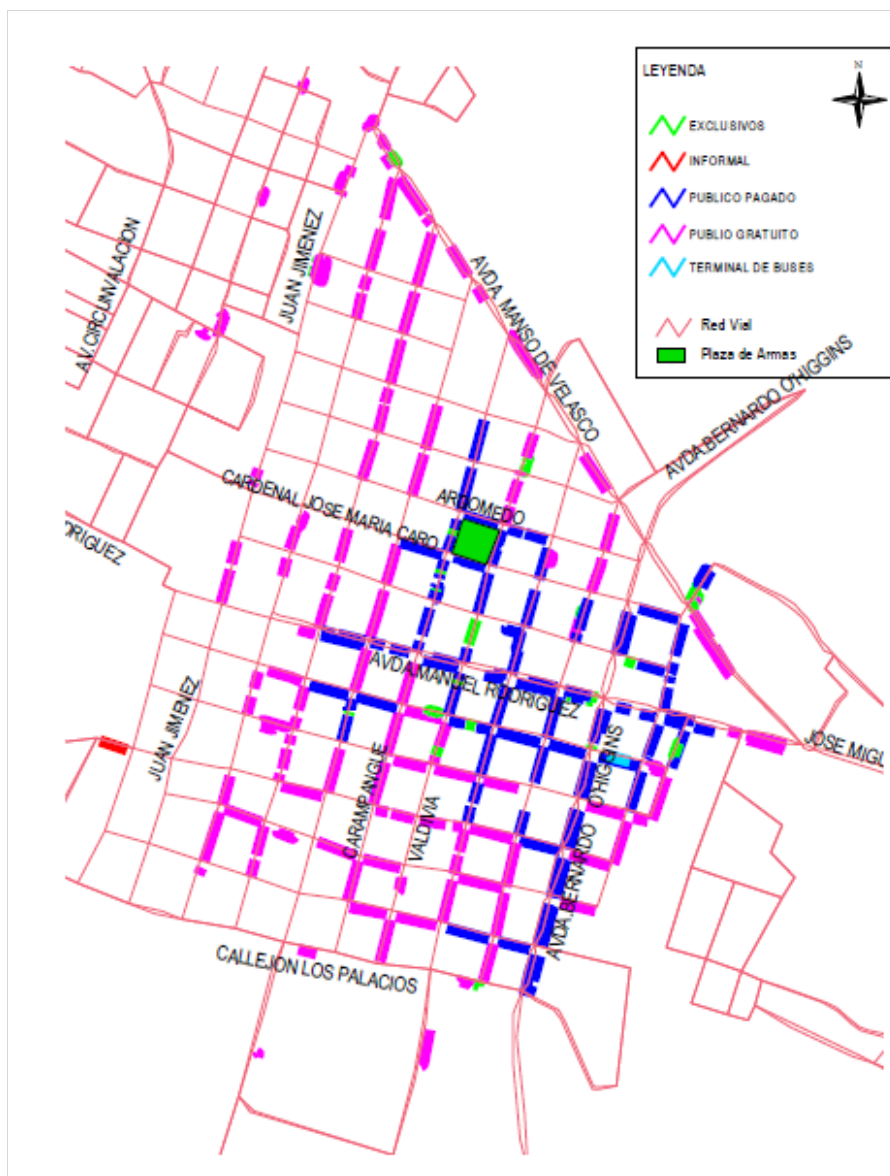 LEYENDA
N
EXCLUSIVOS
INFORMAL
PUBLICO PAGADO
PUBLIO GRATUITO
TERMINAL DE BUSES
Red Vial
Plaza de Armas
AV.CIRCUNVALACION
JUAN JIMENEZ
AVDA. MANSO DE VELASCO
AVDA.BERNARDO O'HIGGINS
CARDENAL JOSE MARIA CARO
ARGOMEDO
ORIGUEZ
AVDA.MANUEL RODRIGUEZ
JUAN JIMENEZ
CARAMPANGUE
VALDIVIA
AVDA.BERNARDO O'HIGGINS
JOSE MIGU
CALLEJON LOS PALACIOS